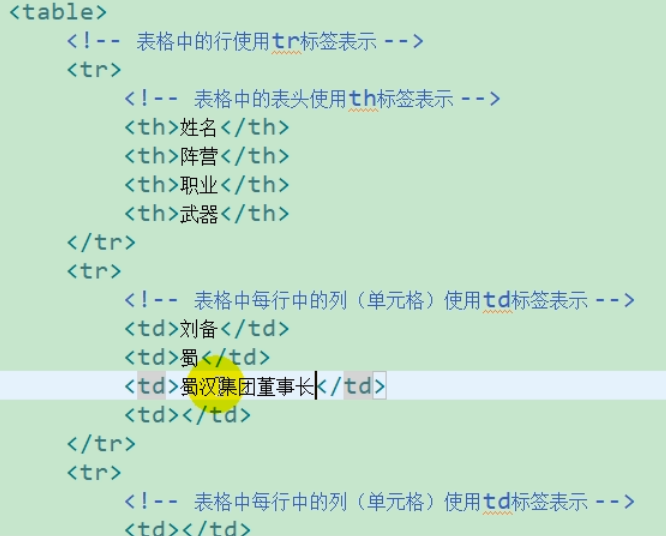 <table>
<!-- 表格中的行使用tr标签表示 -->
<tr>
<!-- 表格中的表头使用th标签表示 -->
<th>姓名</th>
<th>阵营</th>
<th>职业</th>
<th>武器</th>
</tr>
<tr>
<!-- 表格中每行中的列（单元格）使用td标签表示 -->
<td>刘备</td>
<td>蜀</td>
<td>蜀汉集团董事长</td>
<td></td>
</tr>
<tr>
<!-- 表格中每行中的列（单元格）使用td标签表示 -->
<td></td>